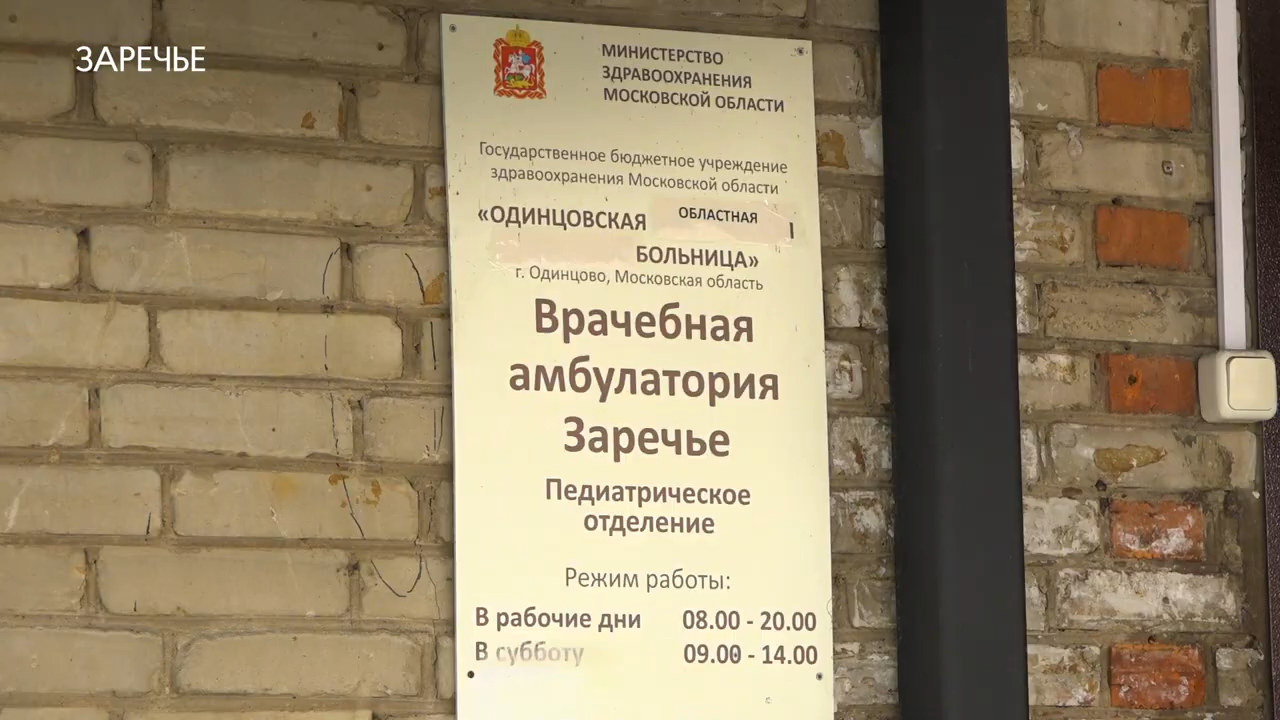 ЗАРЕЧЬЕ
МИНИСТЕРСТВО
ЗДРАВООХРАНЕНИЯ
МОСКОВСКОЙ ОБЛАСТИ
Государственное бюджетное учреждение
здравоохранения Московской области
«ОДИНЦОВСКАЯ ОБЛАСТНАЯ
БОЛЬНИЦА»
г. Одинцово, Московская область
Врачебная
амбулатория
Заречье
Педиатрическое
отделение
Режим работы:
В рабочие дни 08.00 - 20.00
В субботу 09.00 - 14.00